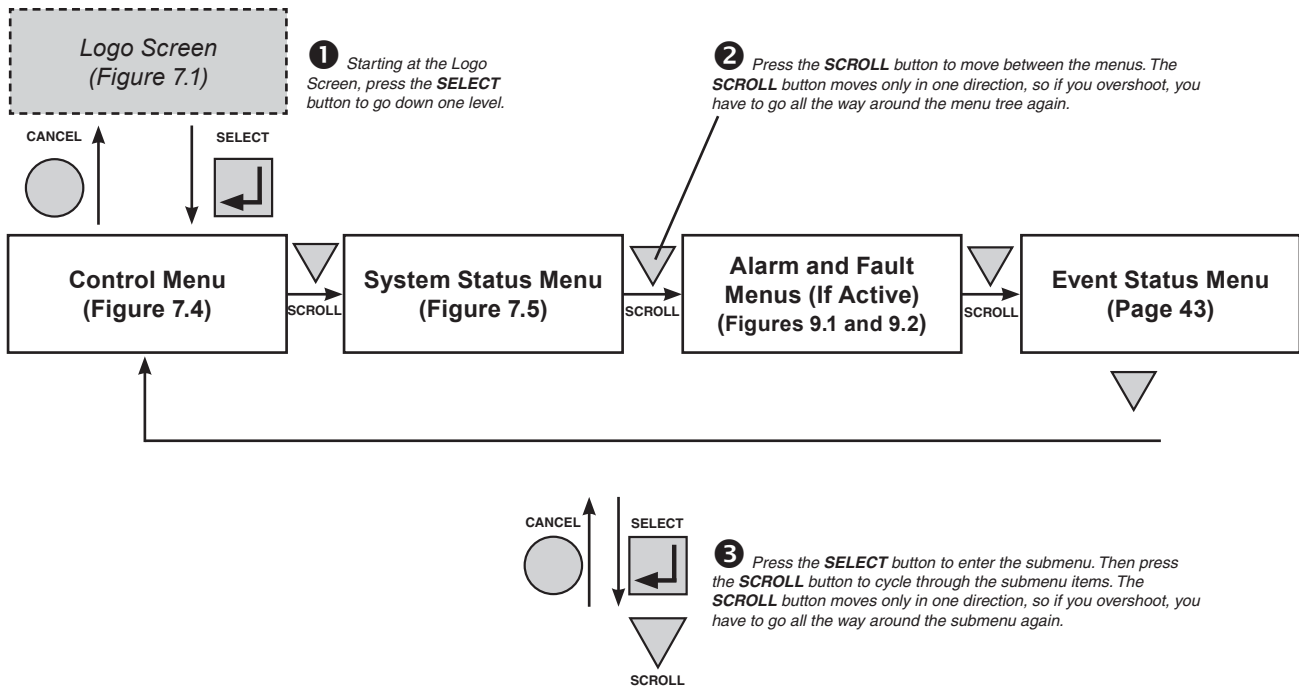 Logo Screen
(Figure 7.1)
❶ Starting at the Logo
Screen, press the SELECT
button to go down one level.
❷ Press the SCROLL button to move between the menus. The
SCROLL button moves only in one direction, so if you overshoot, you
have to go all the way around the menu tree again.
CANCEL
SELECT
Control Menu
(Figure 7.4)
SCROLL
System Status Menu
(Figure 7.5)
SCROLL
Alarm and Fault
Menus (If Active)
(Figures 9.1 and 9.2)
SCROLL
Event Status Menu
(Page 43)
CANCEL
SELECT
SCROLL
❸ Press the SELECT button to enter the submenu. Then press
the SCROLL button to cycle through the submenu items. The
SCROLL button moves only in one direction, so if you overshoot, you
have to go all the way around the submenu again.